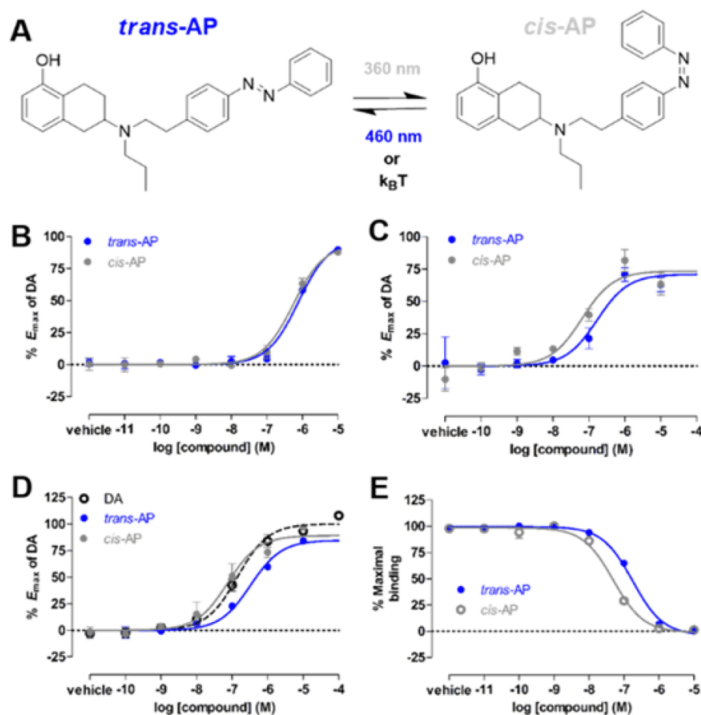 A
trans-AP
cis-AP
OH
N
N
N
360 nm
460 nm
or
kBT
OH
N
N
N
B
% Emax of DA
100
75
50
25
0
25
trans-AP
cis-AP
vehicle -11 -10 -9 -8 -7 -6 -5
log [compound] (M)
C
% Emax of DA
100
75
50
25
0
25
trans-AP
cis-AP
vehicle -10 -9 -8 -7 -6 -5 -4
log [compound] (M)
D
% Emax of DA
125
100
75
50
25
0
25
DA
trans-AP
cis-AP
vehicle -10 -9 -8 -7 -6 -5 -4
log [compound] (M)
E
% Maximal
binding
125
100
75
50
25
0
25
trans-AP
cis-AP
vehicle -11 -10 -9 -8 -7 -6 -5
log [compound] (M)